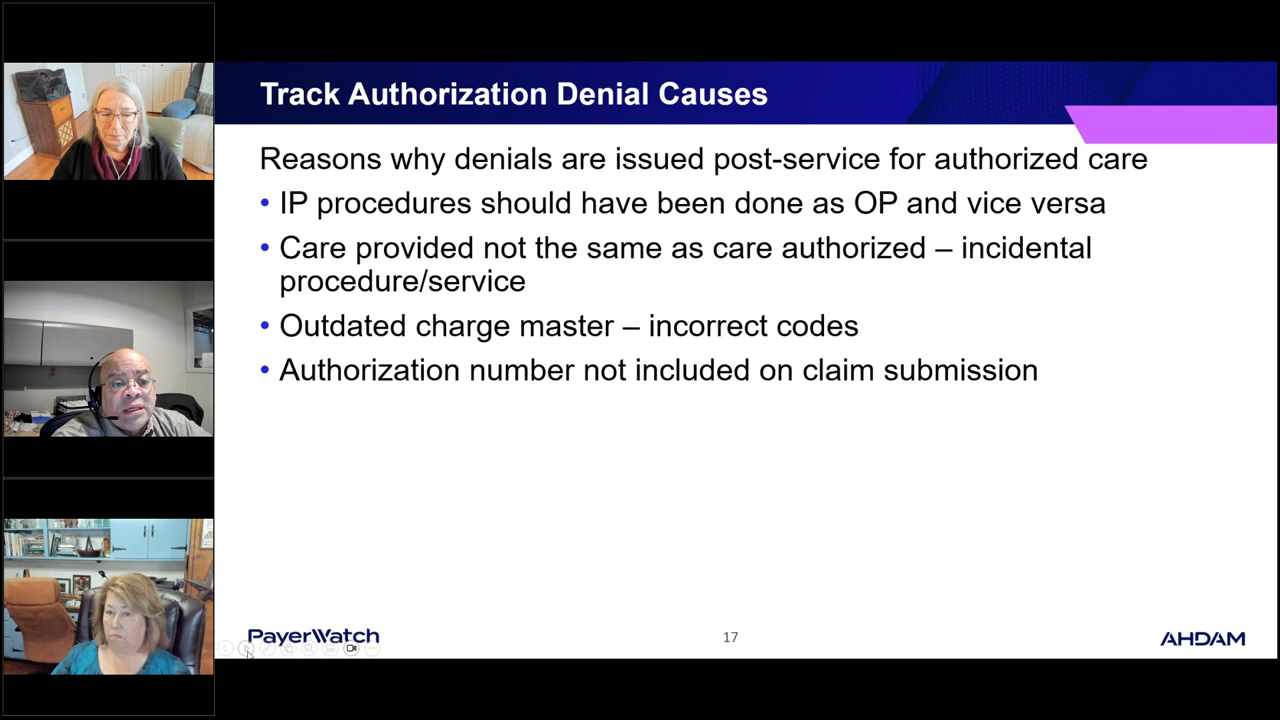 Track Authorization Denial Causes
Reasons why denials are issued post-service for authorized care
• IP procedures should have been done as OP and vice versa
• Care provided not the same as care authorized – incidental
procedure/service
• Outdated charge master – incorrect codes
• Authorization number not included on claim submission
PayerWatch
17
AHDAM